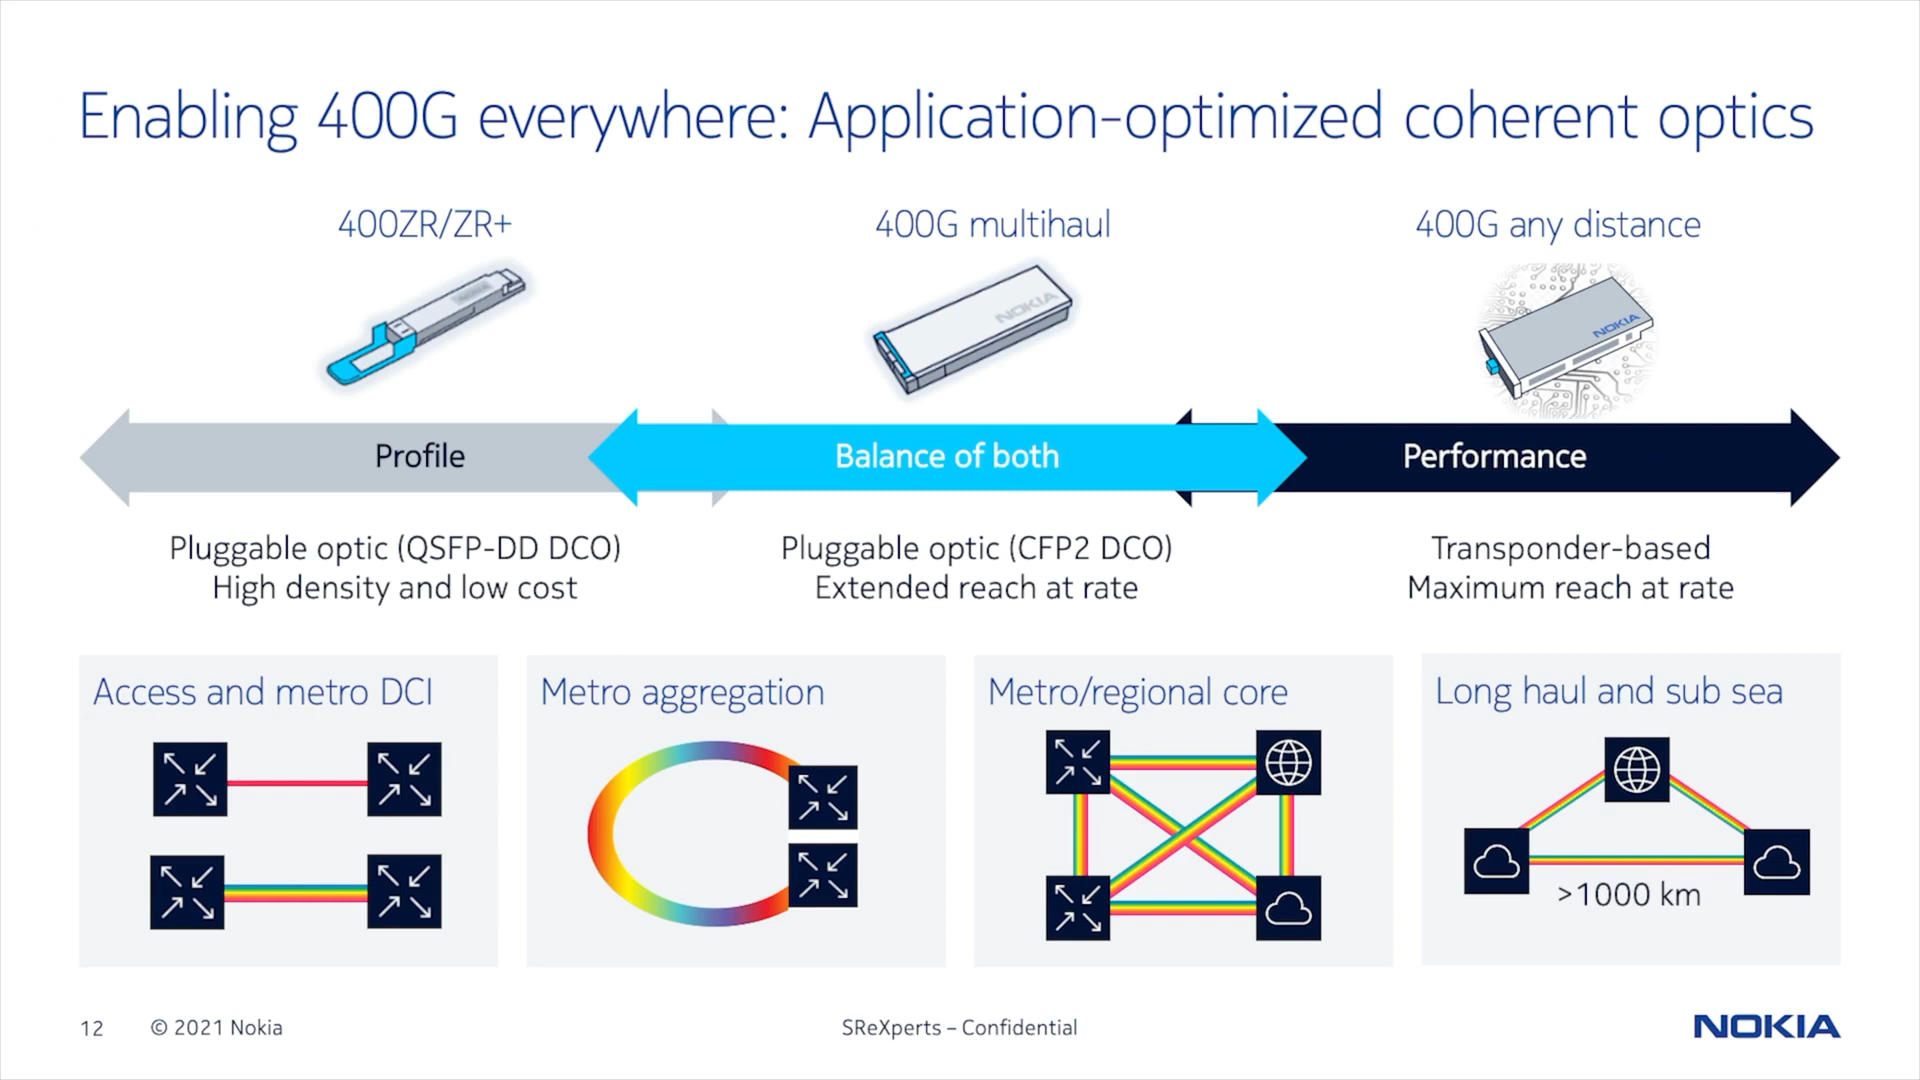 Enabling 400G everywhere: Application-optimized coherent optics
400ZR/ZR+
400G multihaul
400G any distance
NOKIA
NOKIA
NOKIA
Profile
Balance of both
Performance
Pluggable optic (QSFP-DD DCO)
High density and low cost
Pluggable optic (CFP2 DCO)
Extended reach at rate
Transponder-based
Maximum reach at rate
Access and metro DCI
Metro aggregation
Metro/regional core
Long haul and sub sea
>1000 km
12
© 2021 Nokia
SReXperts – Confidential
NOKIA